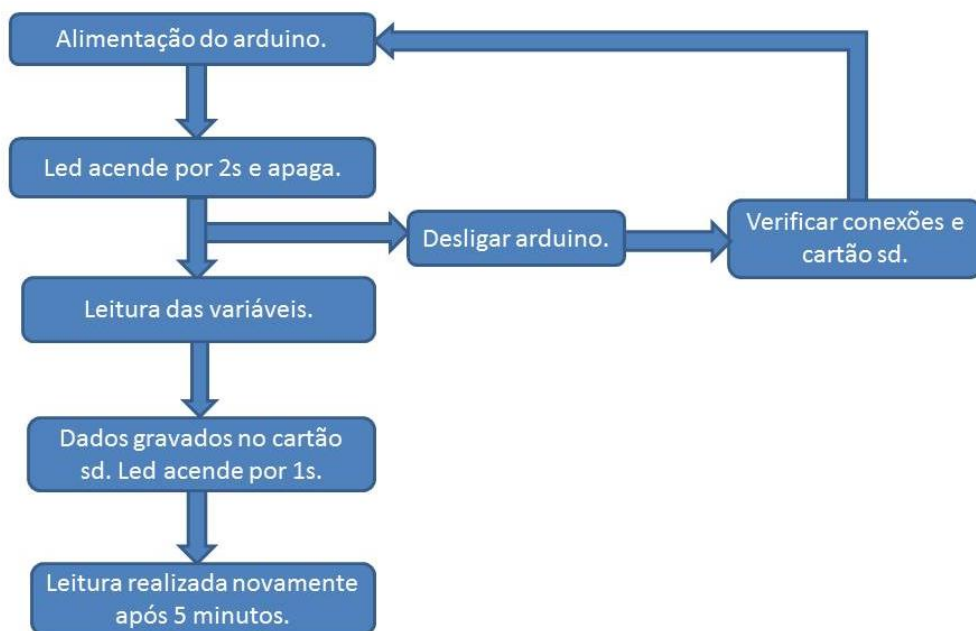 Alimentação do arduino.
Led acende por 2s e apaga.
Desligar arduino.
Verificar conexões e
cartão sd.
Leitura das variáveis.
Dados gravados no cartão
sd. Led acende por 1s.
Leitura realizada novamente
após 5 minutos.